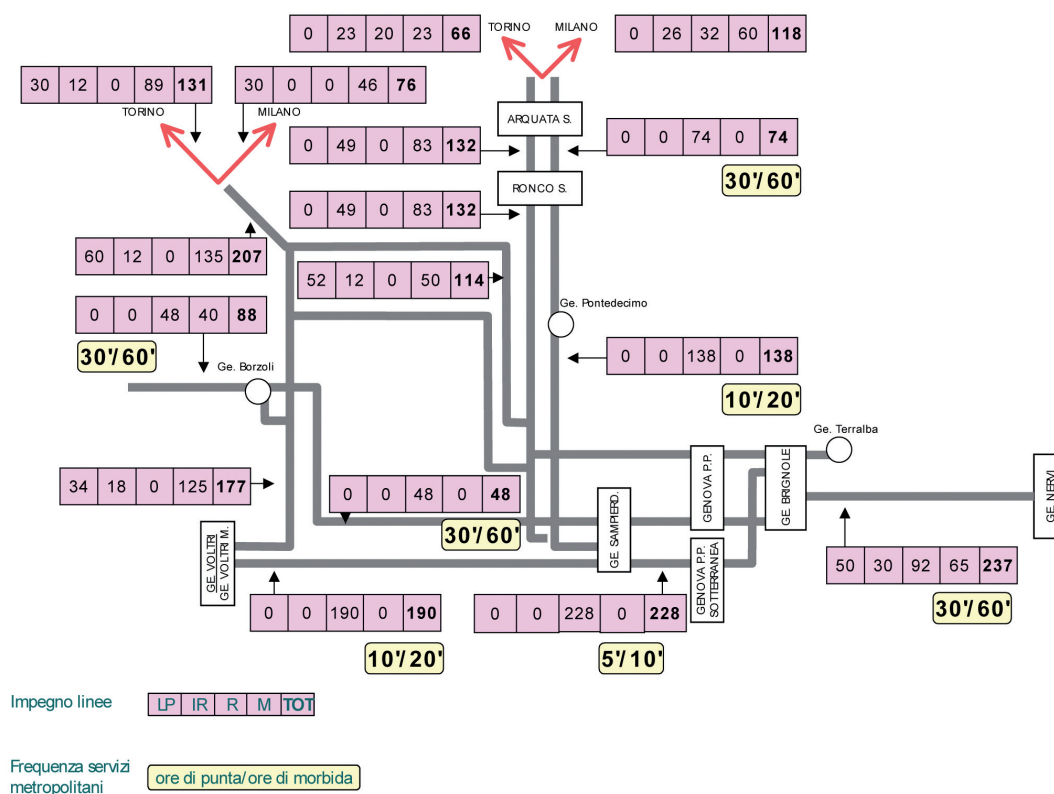 0 23 20 23 66
TORINO
MILANO
0 26 32 60 118
30 12 0 89 131
30 0 0 46 76
TORINO
MILANO
ARQUATA S.
0 49 0 83 132
0 0 74 0 74
30'/60'
RONCO S.
0 49 0 83 132
60 12 0 135 207
52 12 0 50 114
Ge. Pontedecimo
0 0 48 40 88
30'/60'
0 0 138 0 138
10'/20'
Ge. Borzoli
Ge. Terralba
34 18 0 125 177
0 0 48 0 48
30'/60'
GE. VOLTRI
GE. VOLTRI M.
GE. SAMPIERD.
GENOVA P.P.
GE. BRIGNOLE
GE. NERVI
GENOVA P.P.
SOTTERRANEA
50 30 92 65 237
30'/60'
0 0 190 0 190
10'/20'
0 0 228 0 228
5'/10'
Impegno linee
LP IR R M TOT
Frequenza servizi
metropolitani
ore di punta/ore di morbida